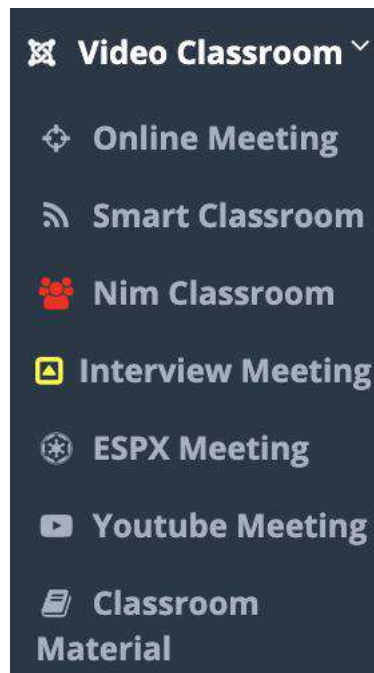 Video Classroom
Online Meeting
Smart Classroom
Nim Classroom
Interview Meeting
ESPX Meeting
Youtube Meeting
Classroom
Material